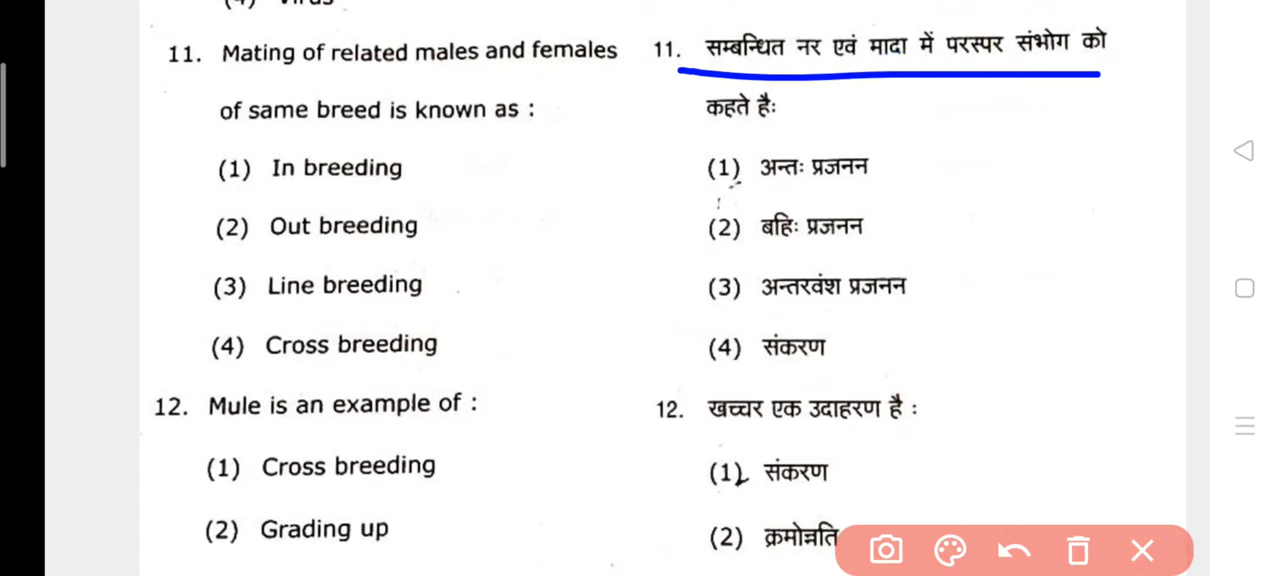 11. Mating of related males and females
of same breed is known as :
(1) In breeding
(2) Out breeding
(3) Line breeding
(4) Cross breeding
12. Mule is an example of :
(1) Cross breeding
(2) Grading up
11. सम्बन्धित नर एवं मादा में परस्पर संभोग को
कहते हैः
(1) अन्तः प्रजनन
(2) बहिः प्रजनन
(3) अन्तरवंश प्रजनन
(4) संकरण
12. खच्चर एक उदाहरण है :
(1) संकरण
(2) क्रमोन्नति